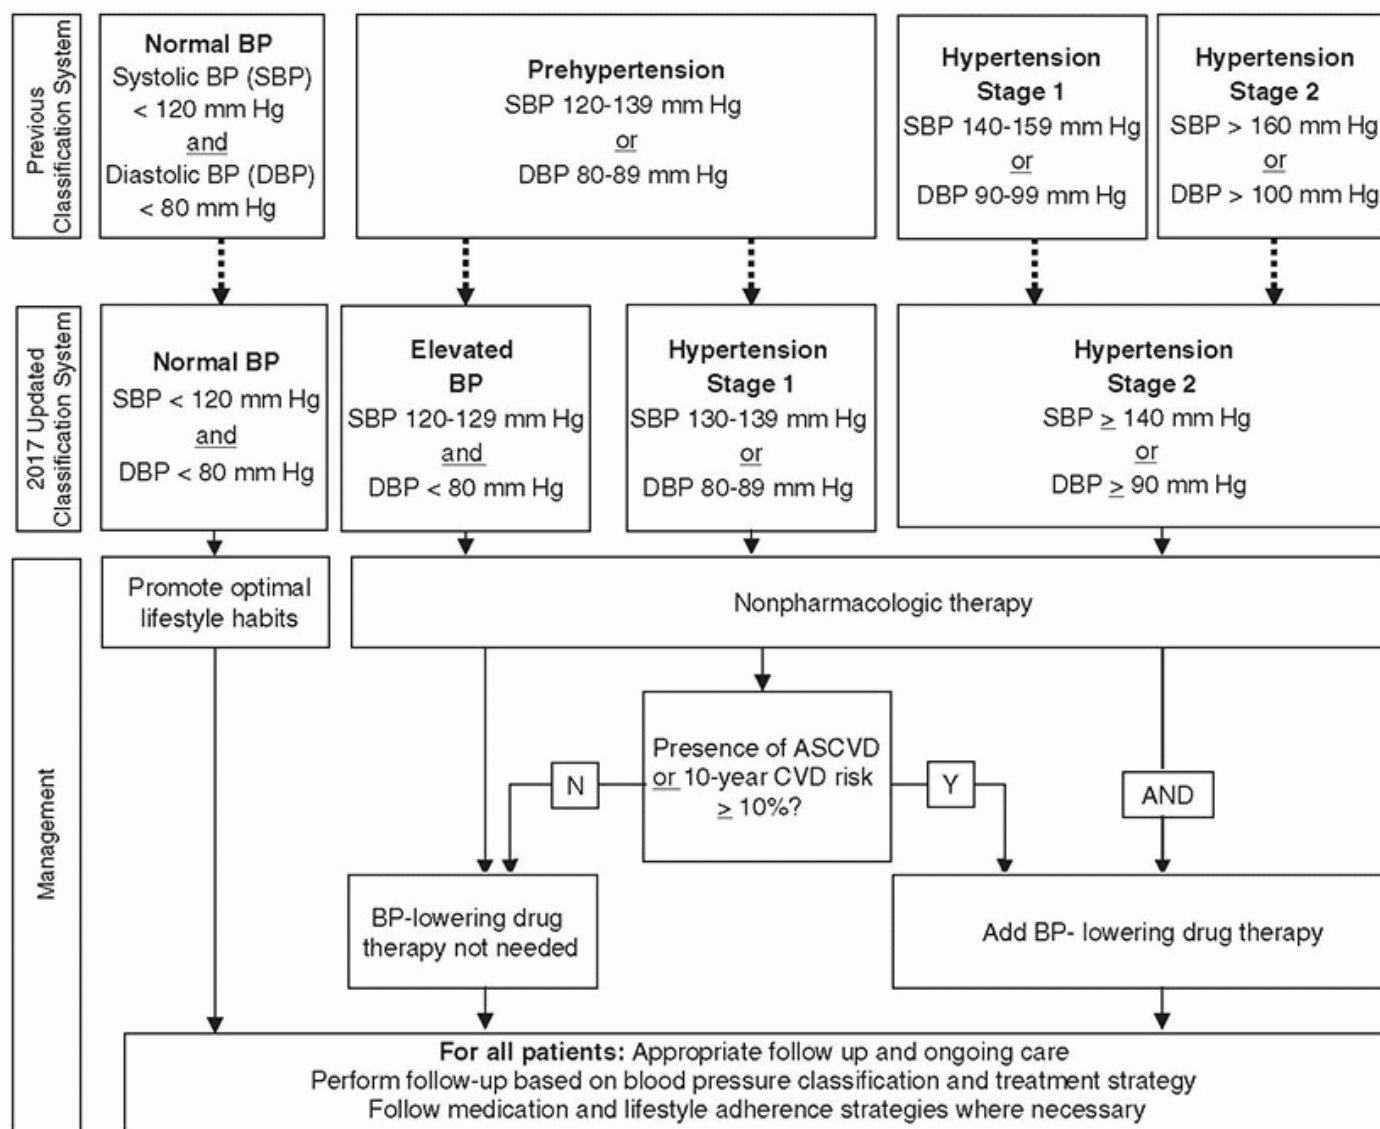 Previous
Classification System
Normal BP
Systolic BP (SBP)
< 120 mm Hg
and
Diastolic BP (DBP)
< 80 mm Hg
Prehypertension
SBP 120-139 mm Hg
or
DBP 80-89 mm Hg
Hypertension
Stage 1
SBP 140-159 mm Hg
or
DBP 90-99 mm Hg
Hypertension
Stage 2
SBP > 160 mm Hg
or
DBP > 100 mm Hg
2017 Updated
Classification System
Normal BP
SBP < 120 mm Hg
and
DBP < 80 mm Hg
Elevated
BP
SBP 120-129 mm Hg
and
DBP < 80 mm Hg
Hypertension
Stage 1
SBP 130-139 mm Hg
or
DBP 80-89 mm Hg
Hypertension
Stage 2
SBP ≥ 140 mm Hg
or
DBP ≥ 90 mm Hg
Management
Promote optimal
lifestyle habits
Nonpharmacologic therapy
Presence of ASCVD
or 10-year CVD risk
≥ 10%?
N
Y
AND
BP-lowering drug
therapy not needed
Add BP- lowering drug therapy
For all patients: Appropriate follow up and ongoing care
Perform follow-up based on blood pressure classification and treatment strategy
Follow medication and lifestyle adherence strategies where necessary